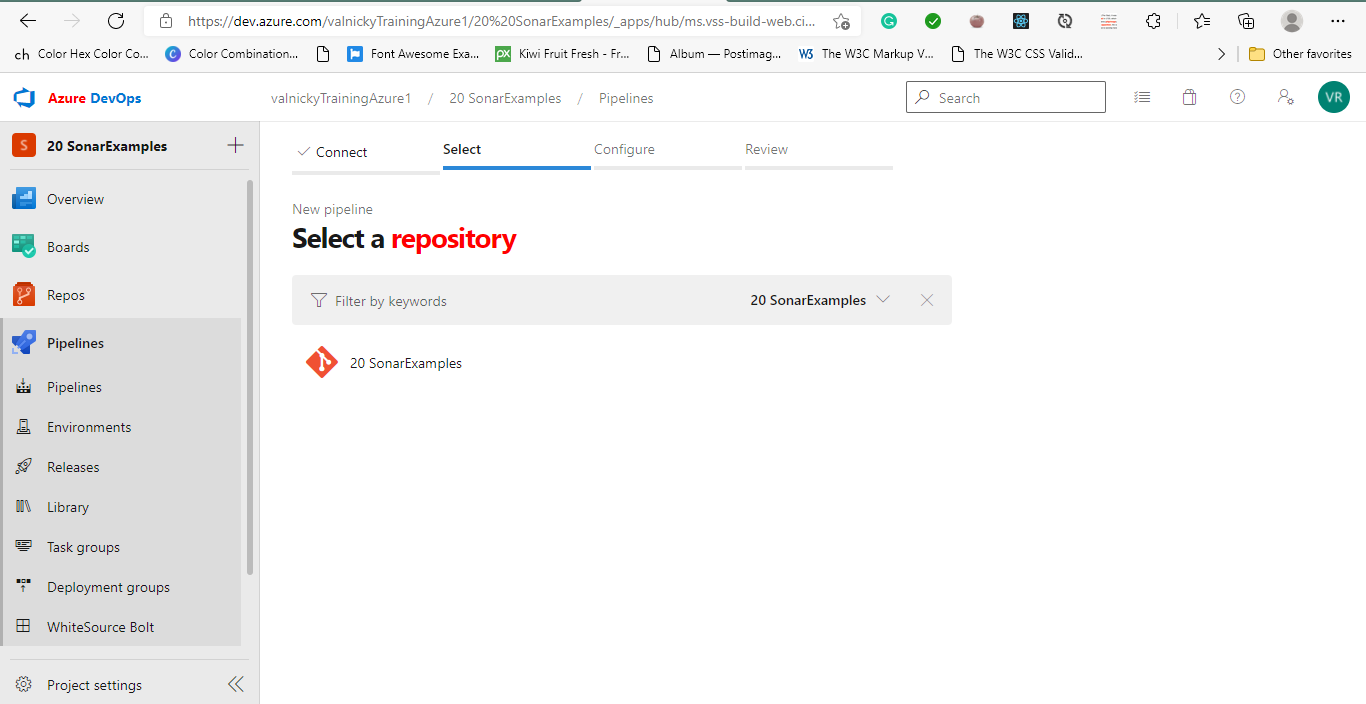 https://dev.azure.com/valnickyTrainingAzure1/20%20SonarExamples/_apps/hub/ms.vss-build-web.ci...
ch Color Hex Color Co... C Color Combination... Font Awesome Exa... px Kiwi Fruit Fresh - Fr... Album — Postimag... W3 The W3C Markup V... The W3C CSS Valid... Other favorites
Azure DevOps
valnickyTrainingAzure1 / 20 SonarExamples / Pipelines
Search
VR
S 20 SonarExamples
Overview
Boards
Repos
Pipelines
Pipelines
Environments
Releases
Library
Task groups
Deployment groups
WhiteSource Bolt
Project settings
Connect Select Configure Review
New pipeline
Select a repository
Filter by keywords 20 SonarExamples
20 SonarExamples